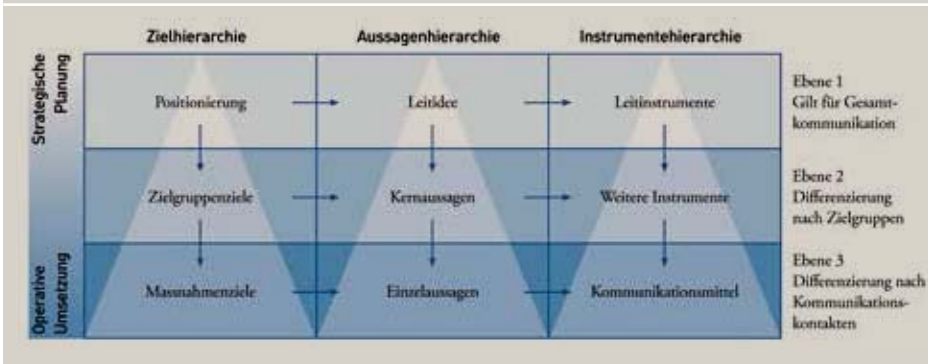 Zielhierarchie Aussagenhierarchie Instrumentehierarchie
Strategische
Planung
Positionierung Leitidee Leitinstrumente
Ebene 1
Gilt für Gesamt-
kommunikation
Zielgruppenziele Kernaussagen Weitere Instrumente
Ebene 2
Differenzierung
nach Zielgruppen
Operative
Umsetzung
Massnahmenziele Einzelaussagen Kommunikationsmittel
Ebene 3
Differenzierung nach
Kommunikations-
kontakten